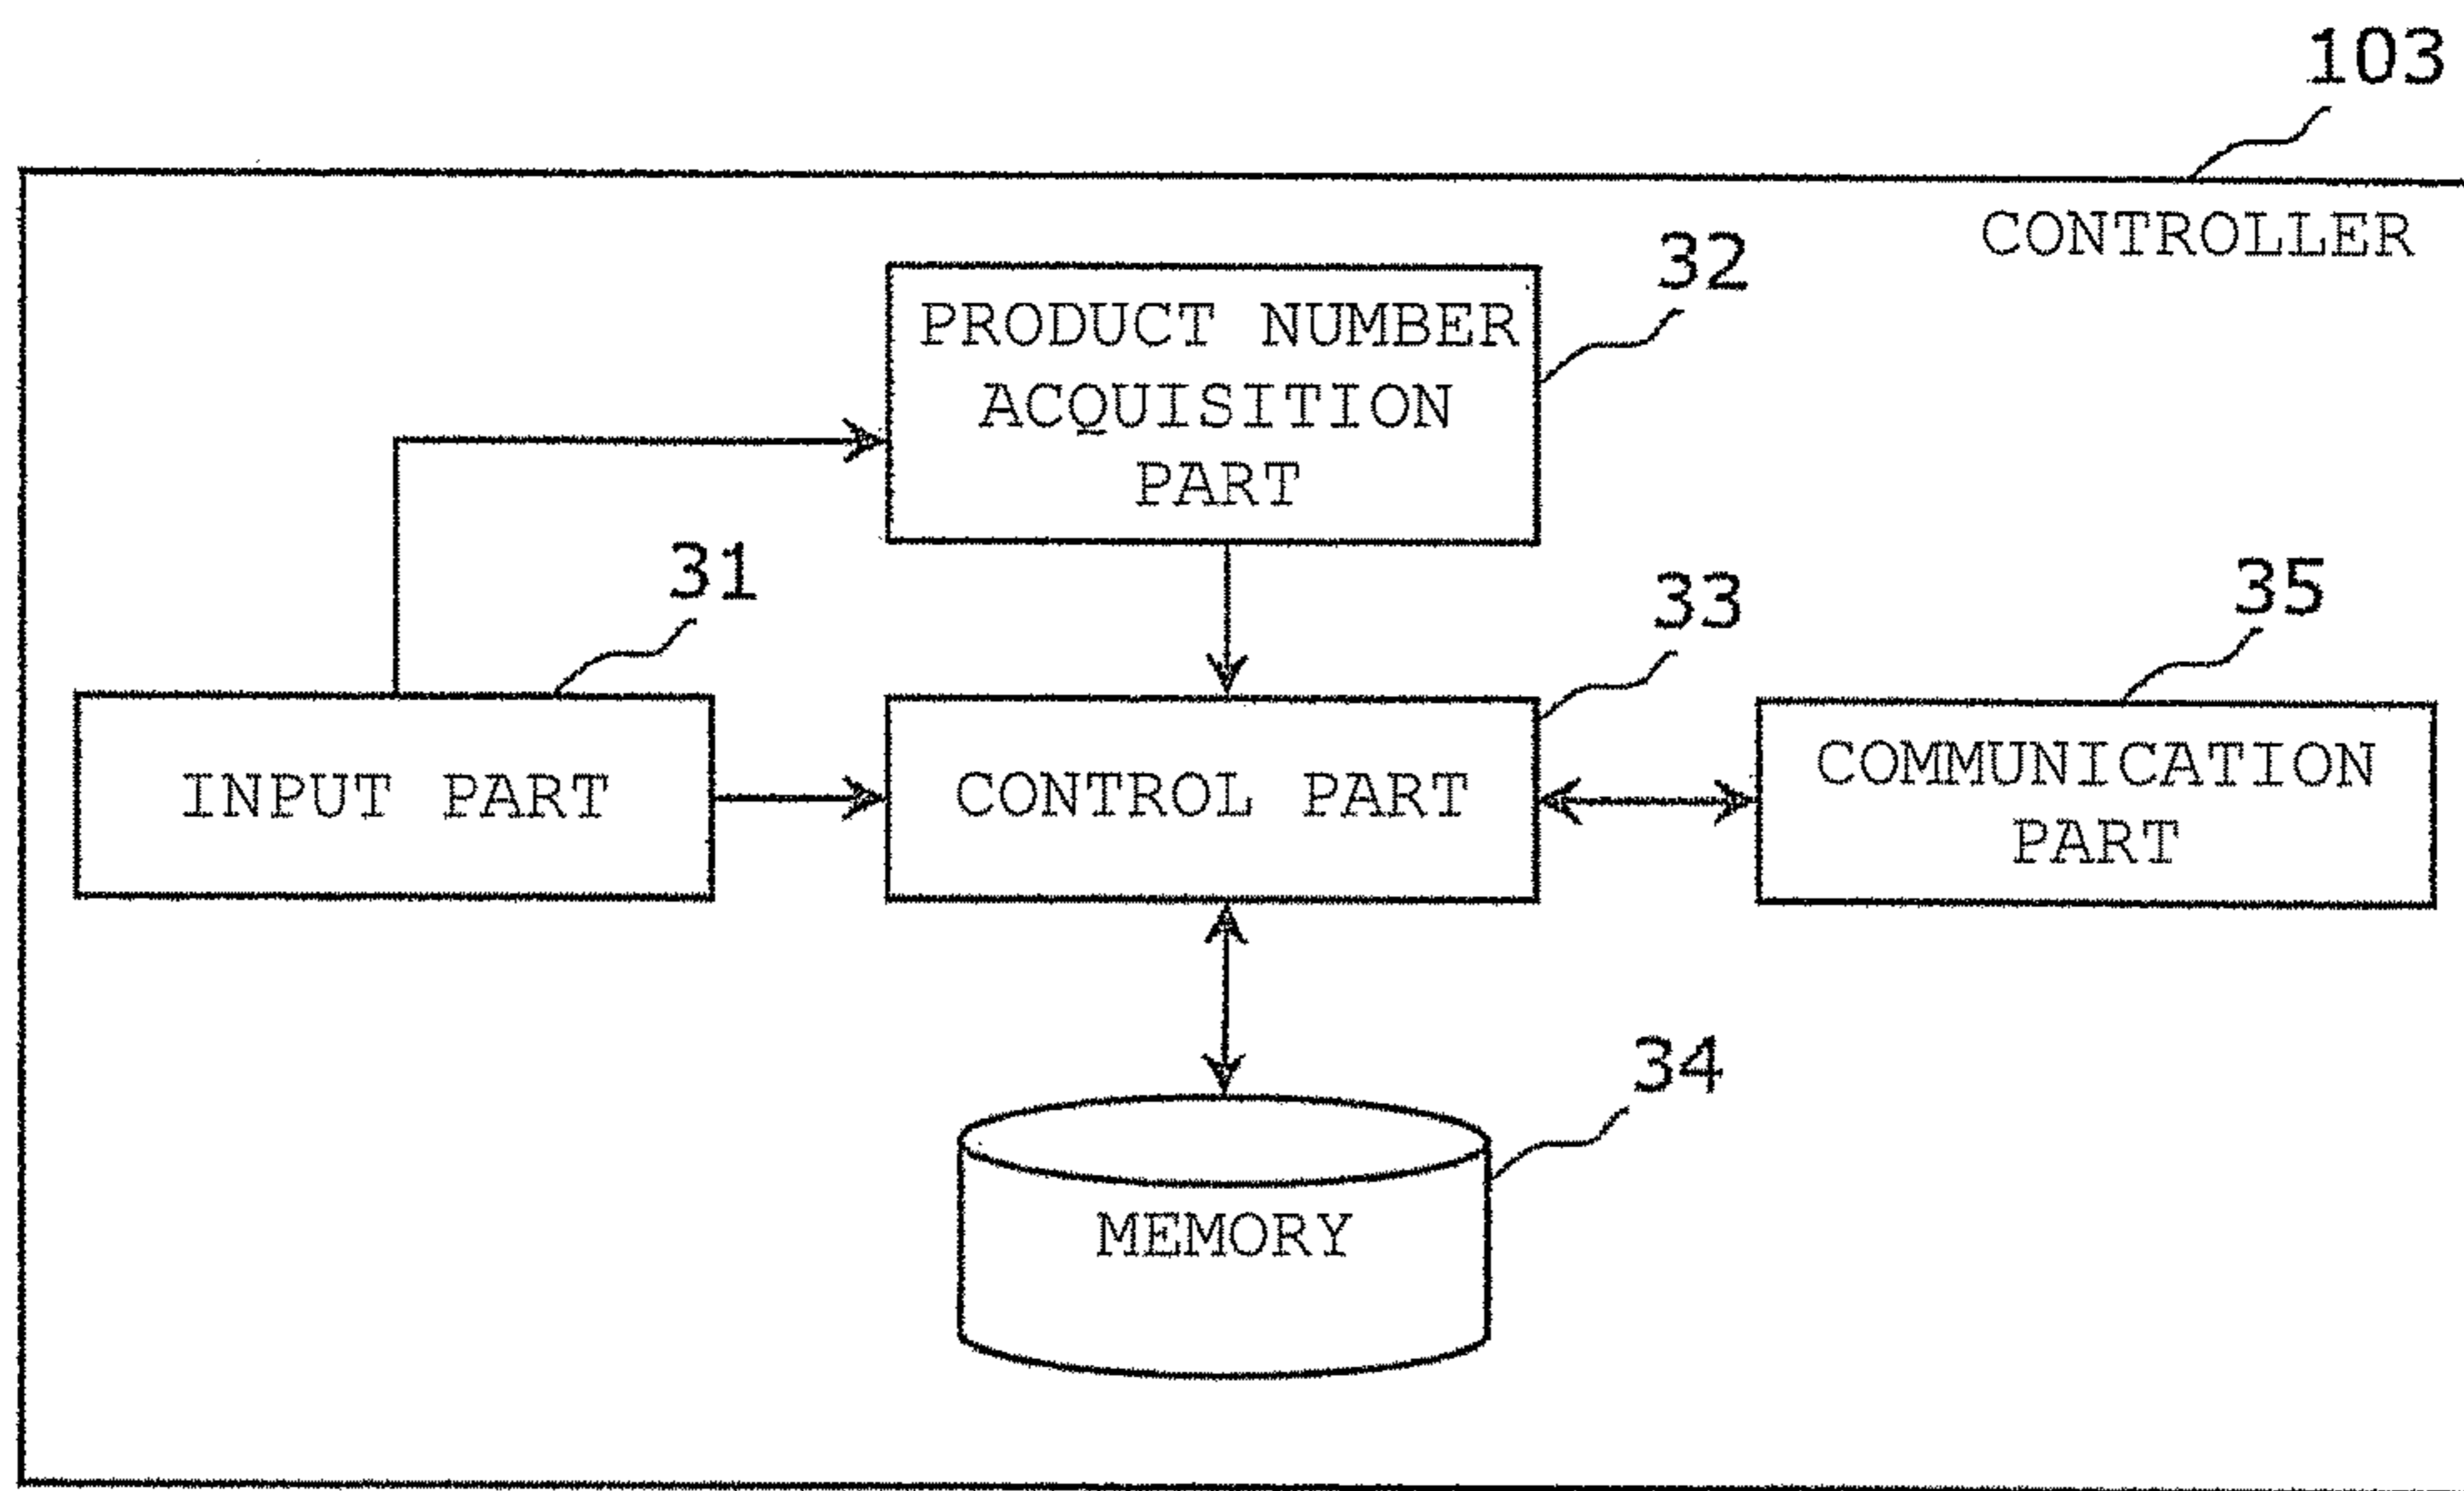 103
CONTROLLER
32
PRODUCT NUMBER
ACQUISITION
PART
31
33
35
INPUT PART
CONTROL PART
COMMUNICATION
PART
34
MEMORY